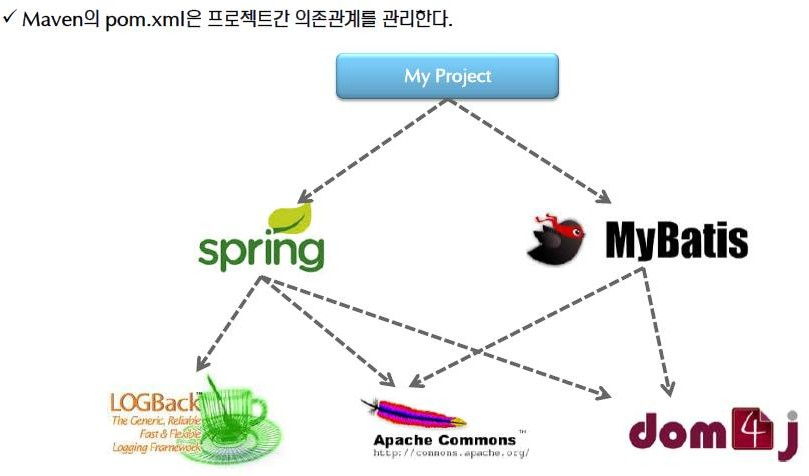 ✓ Maven의 pom.xml은 프로젝트간 의존관계를 관리한다.
My Project
spring
MyBatis
LOGBack™
The Generic, Reliable
Fast & Flexible
Logging Framework
Apache Commons™
http://commons.apache.org/
dom4j